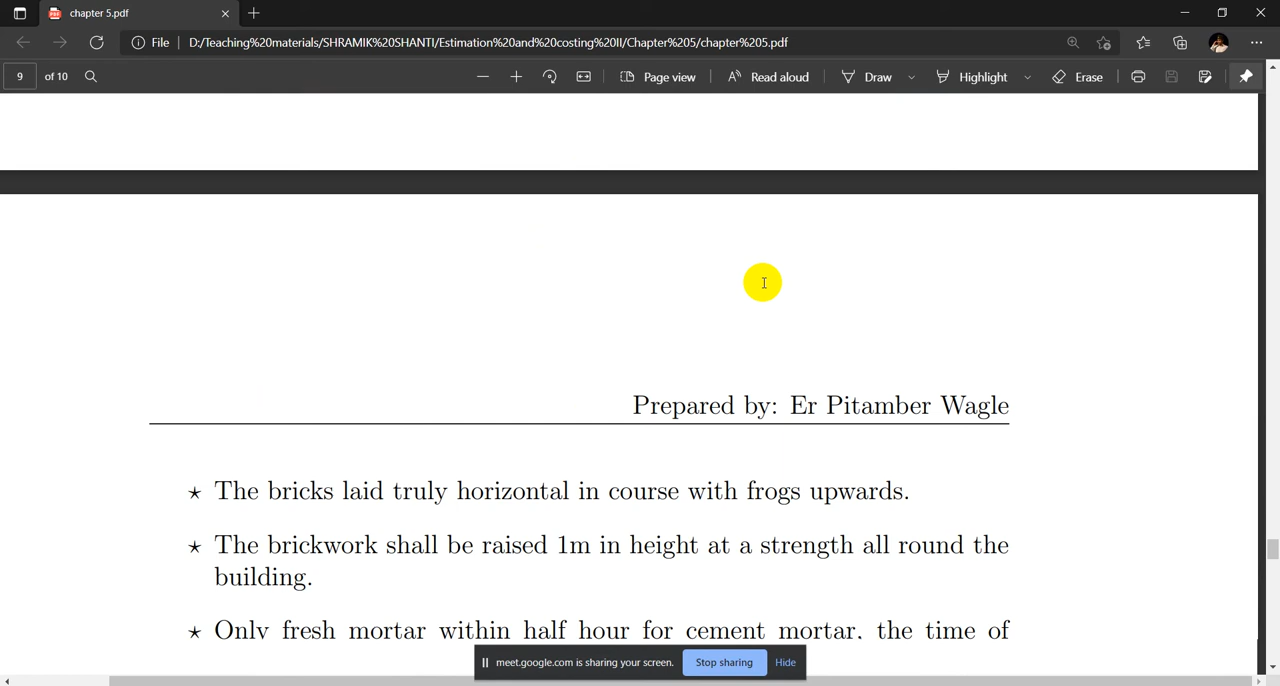 chapter 5.pdf
File D:/Teaching%20materials/SHRAMIK%20SHANTI/Estimation%20and%20costing%20II/Chapter%205/chapter%205.pdf
9 of 10 Page view Read aloud Draw Highlight Erase
Prepared by: Er Pitamber Wagle
⋆ The bricks laid truly horizontal in course with frogs upwards.
⋆ The brickwork shall be raised 1m in height at a strength all round the
building.
⋆ Only fresh mortar within half hour for cement mortar, the time of
meet.google.com is sharing your screen. Stop sharing Hide